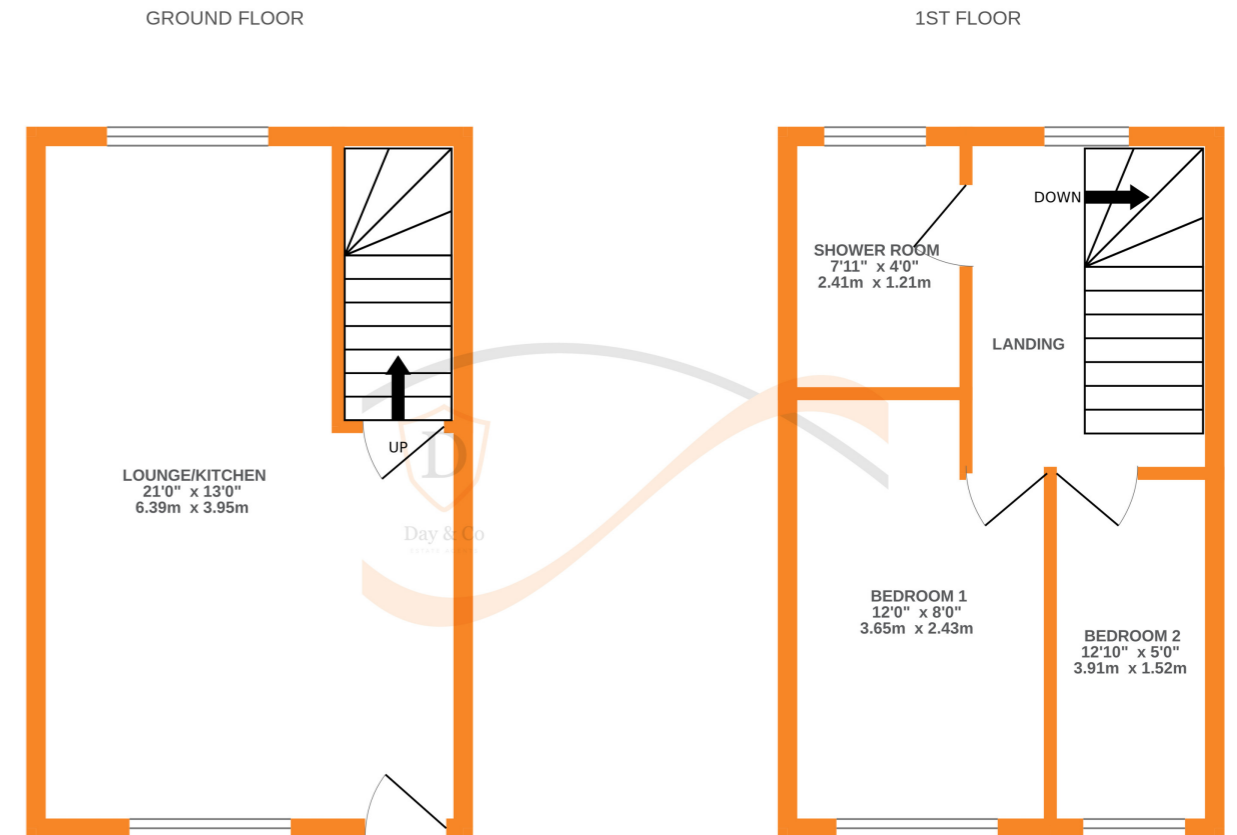 GROUND FLOOR
LOUNGE/KITCHEN
21'0" x 13'0"
6.39m x 3.95m
UP
Day & Co
ESTATE AGENTS
D
1ST FLOOR
DOWN
SHOWER ROOM
7'11" x 4'0"
2.41m x 1.21m
LANDING
BEDROOM 1
12'0" x 8'0"
3.65m x 2.43m
BEDROOM 2
12'10" x 5'0"
3.91m x 1.52m